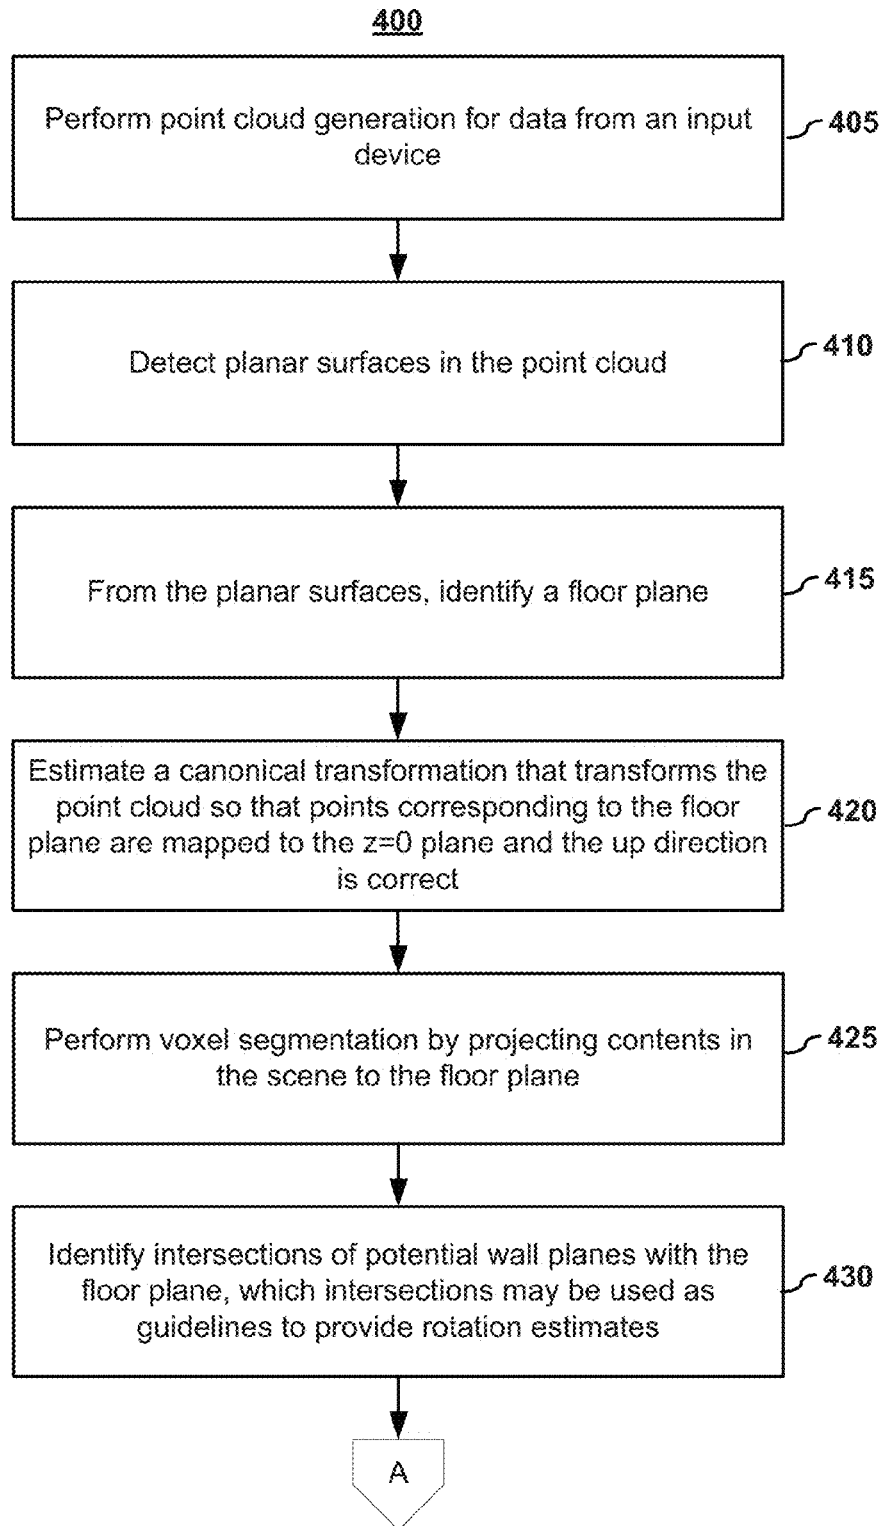 400
Perform point cloud generation for data from an input
device
405
Detect planar surfaces in the point cloud
410
From the planar surfaces, identify a floor plane
415
Estimate a canonical transformation that transforms the
point cloud so that points corresponding to the floor
plane are mapped to the z=0 plane and the up direction
is correct
420
Perform voxel segmentation by projecting contents in
the scene to the floor plane
425
Identify intersections of potential wall planes with the
floor plane, which intersections may be used as
guidelines to provide rotation estimates
430
A